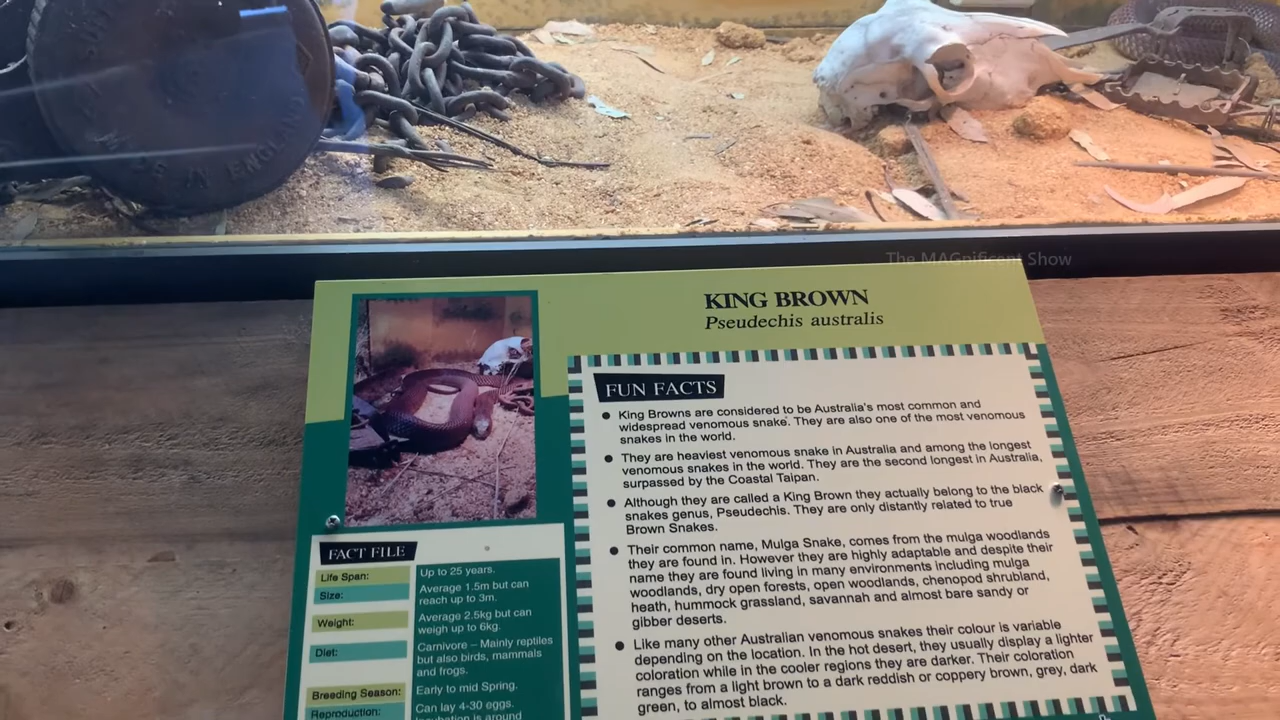 MADE IN ENGLAND
The MAGnificent Show
KING BROWN
Pseudechis australis
FUN FACTS
King Browns are considered to be Australia's most common and
widespread venomous snake. They are also one of the most venomous
snakes in the world.
They are heaviest venomous snake in Australia and among the longest
venomous snakes in the world. They are the second longest in Australia,
surpassed by the Coastal Taipan.
Although they are called a King Brown they actually belong to the black
snakes genus, Pseudechis. They are only distantly related to true
Brown Snakes.
Their common name, Mulga Snake, comes from the mulga woodlands
they are found in. However they are highly adaptable and despite their
name they are found living in many environments including mulga
woodlands, dry open forests, open woodlands, chenopod shrubland,
heath, hummock grassland, savannah and almost bare sandy or
gibber deserts.
Like many other Australian venomous snakes their colour is variable
depending on the location. In the hot desert, they usually display a lighter
coloration while in the cooler regions they are darker. Their coloration
ranges from a light brown to a dark reddish or coppery brown, grey, dark
green, to almost black.
FACT FILE
Life Span: Up to 25 years.
Size: Average 1.5m but can
reach up to 3m.
Weight: Average 2.5kg but can
weigh up to 6kg.
Diet: Carnivore – Mainly reptiles
but also birds, mammals
and frogs.
Breeding Season: Early to mid Spring.
Reproduction: Can lay 4-30 eggs.
Incubation is around